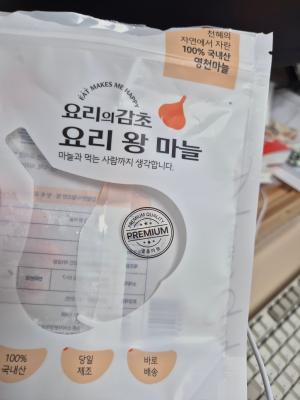 천혜의
자연에서 자란
100% 국내산
영천마늘
EAT MAKES ME HAPPY
요리의감초
요리 왕 마늘
마늘과 먹는 사람까지 생각합니다.
PREMIUM QUALITY
PREMIUM
100%
국내산
당일
제조
바로
배송